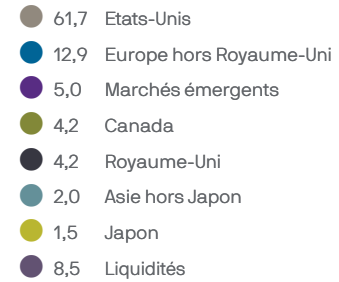 61,7 Etats-Unis
12,9 Europe hors Royaume-Uni
5,0 Marchés émergents
4,2 Canada
4,2 Royaume-Uni
2,0 Asie hors Japon
1,5 Japon
8,5 Liquidités